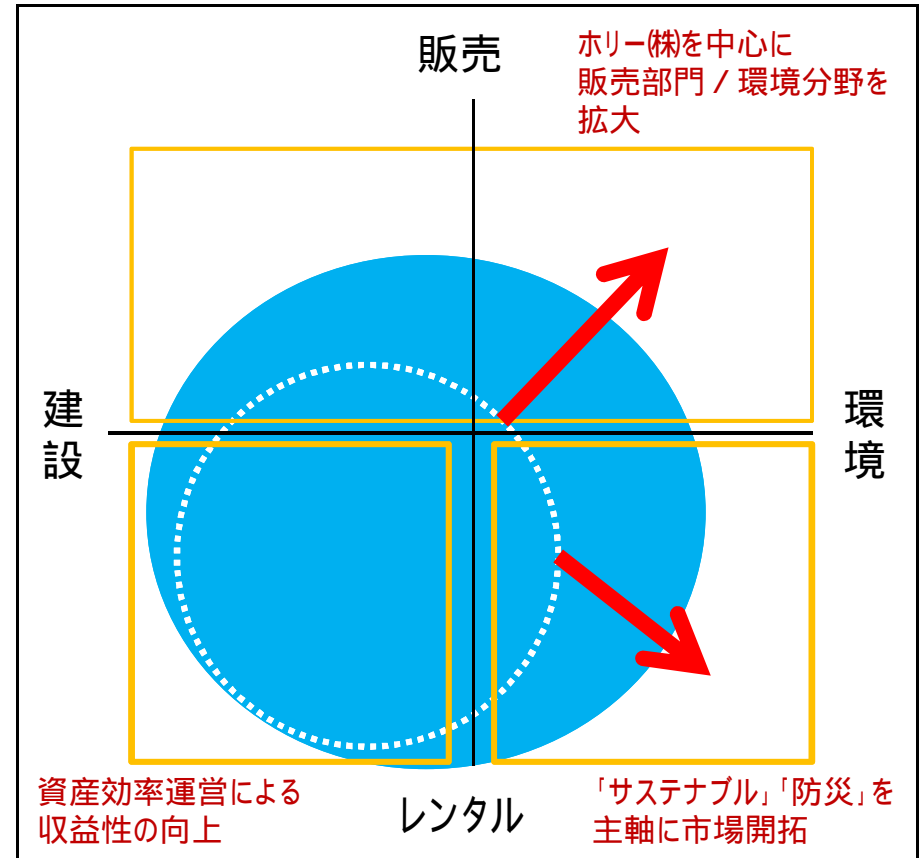 販売
ホリー㈱を中心に
販売部門/環境分野を
拡大
建
設
環
境
資産効率運営による
収益性の向上
レンタル
「サステナブル」「防災」を
主軸に市場開拓